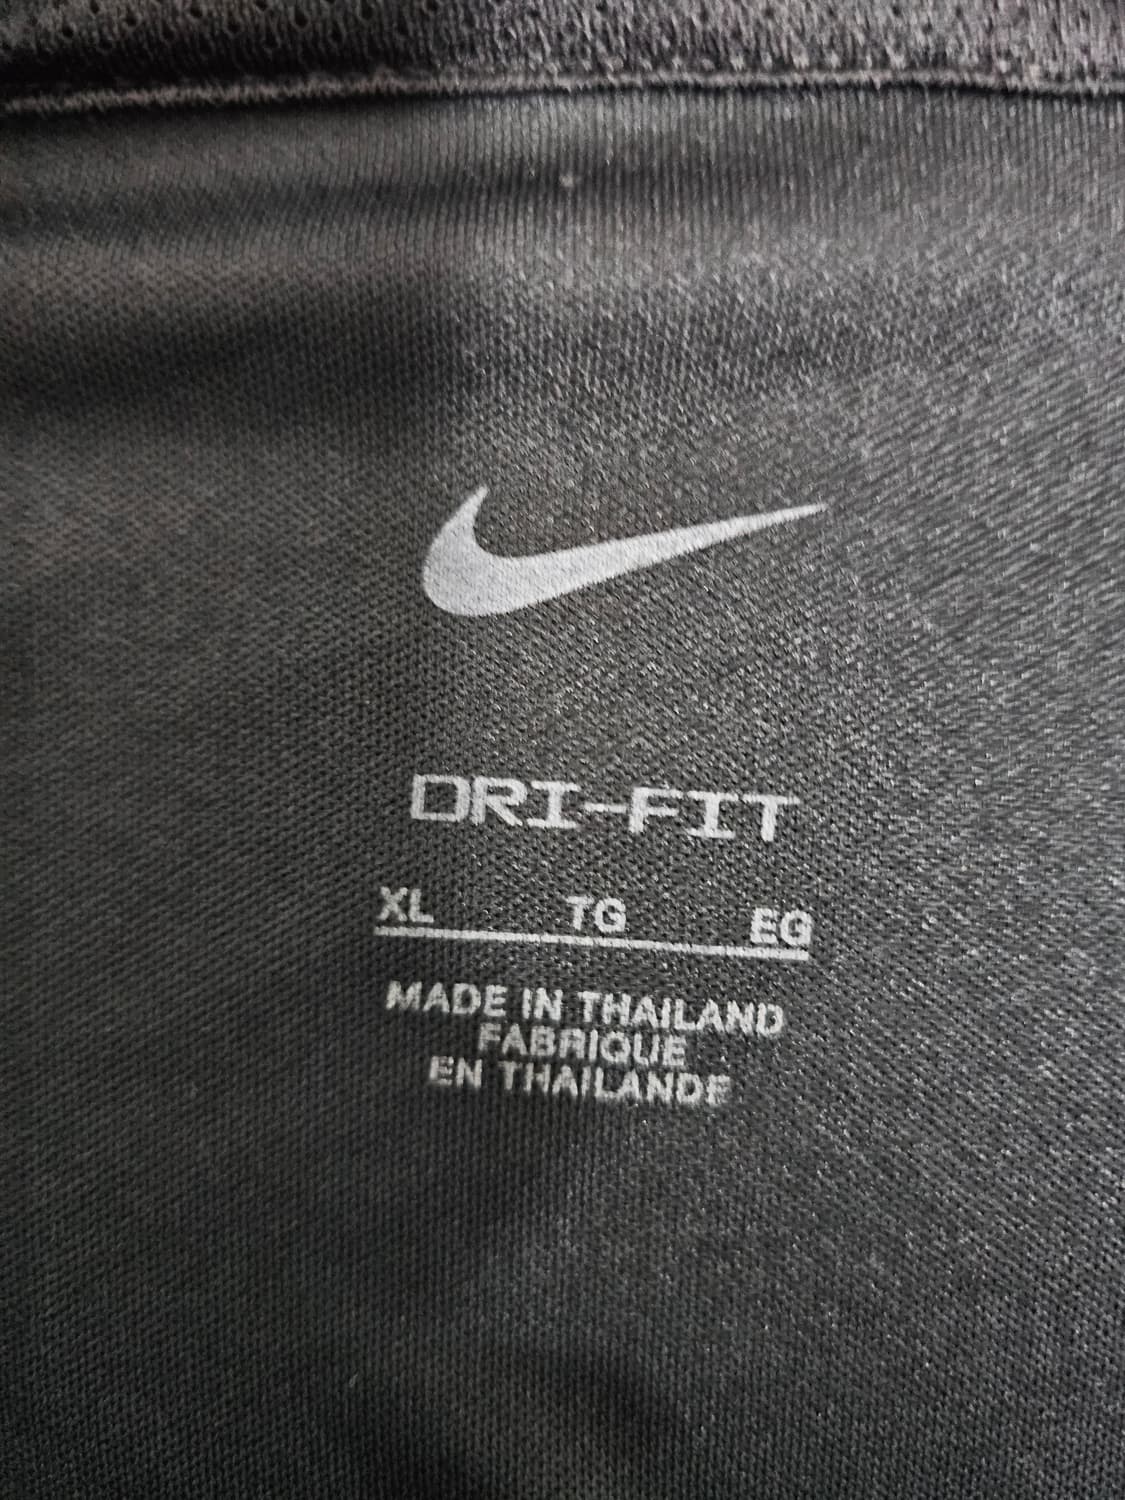 DRI-FIT
XL TG EG
MADE IN THAILAND
FABRIQUE
EN THAILANDE